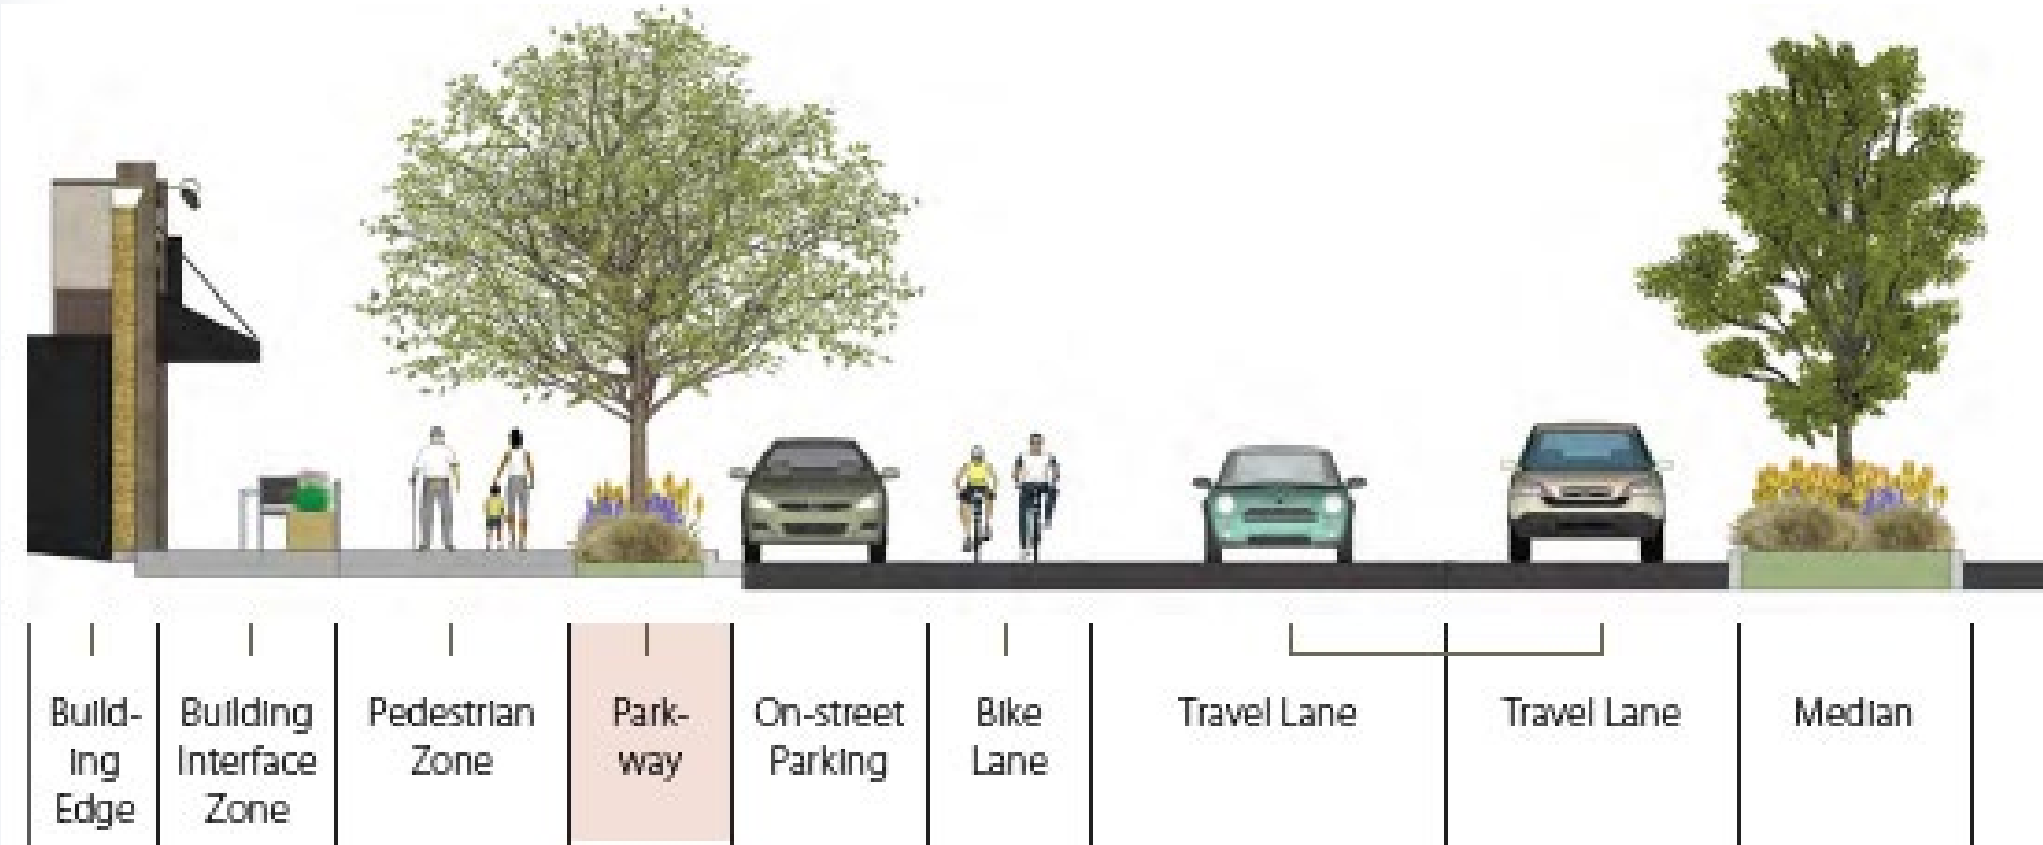 Build-
ing
Edge
Building
Interface
Zone
Pedestrian
Zone
Park-
way
On-street
Parking
Bike
Lane
Travel Lane
Travel Lane
Median